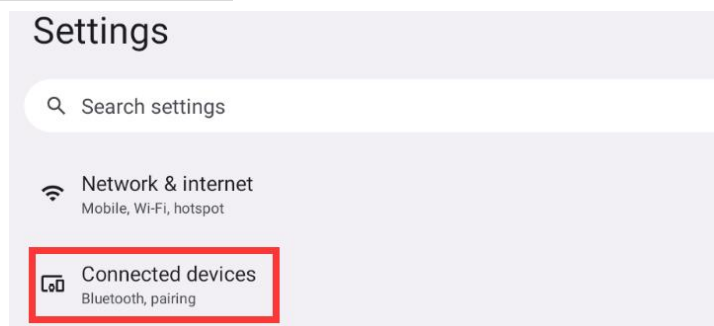 Settings
Search settings
Network & internet
Mobile, Wi-Fi, hotspot
Connected devices
Bluetooth, pairing